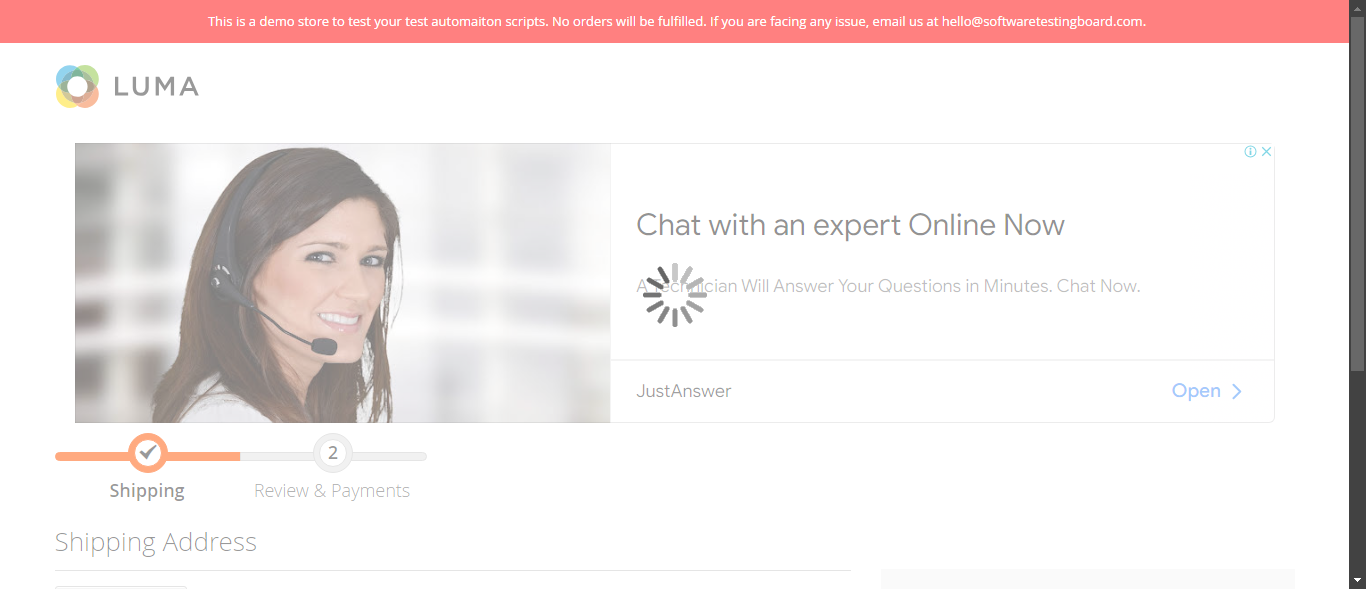 This is a demo store to test your test automaiton scripts. No orders will be fulfilled. If you are facing any issue, email us at hello@softwaretestingboard.com.
LUMA
Chat with an expert Online Now
A Technician Will Answer Your Questions in Minutes. Chat Now.
JustAnswer
Open
2
Shipping
Review & Payments
Shipping Address